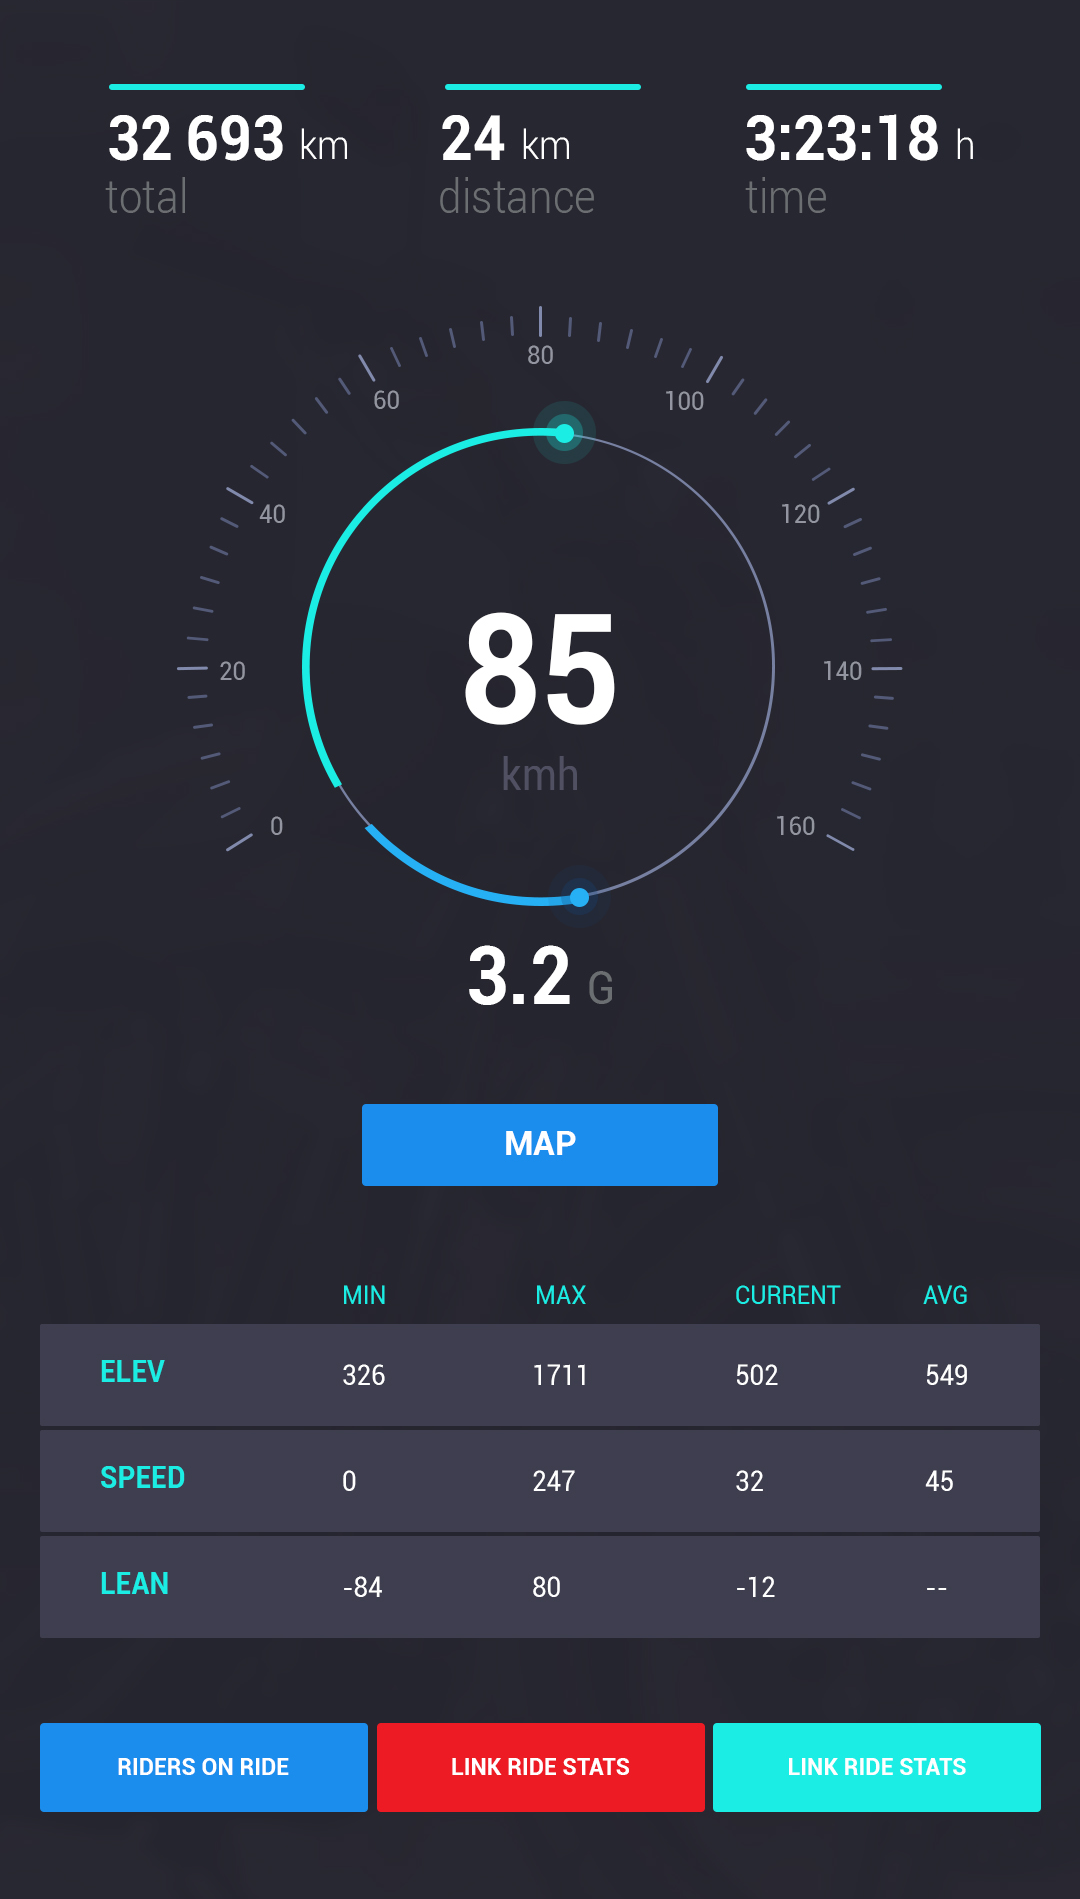 32 693 km 24 km 3:23:18 h
total distance time
80
60 100
40 120
20 140
0 160
85
kmh
3.2 G
MAP
MIN MAX CURRENT AVG
ELEV 326 1711 502 549
SPEED 0 247 32 45
LEAN -84 80 -12 --
RIDERS ON RIDE LINK RIDE STATS LINK RIDE STATS